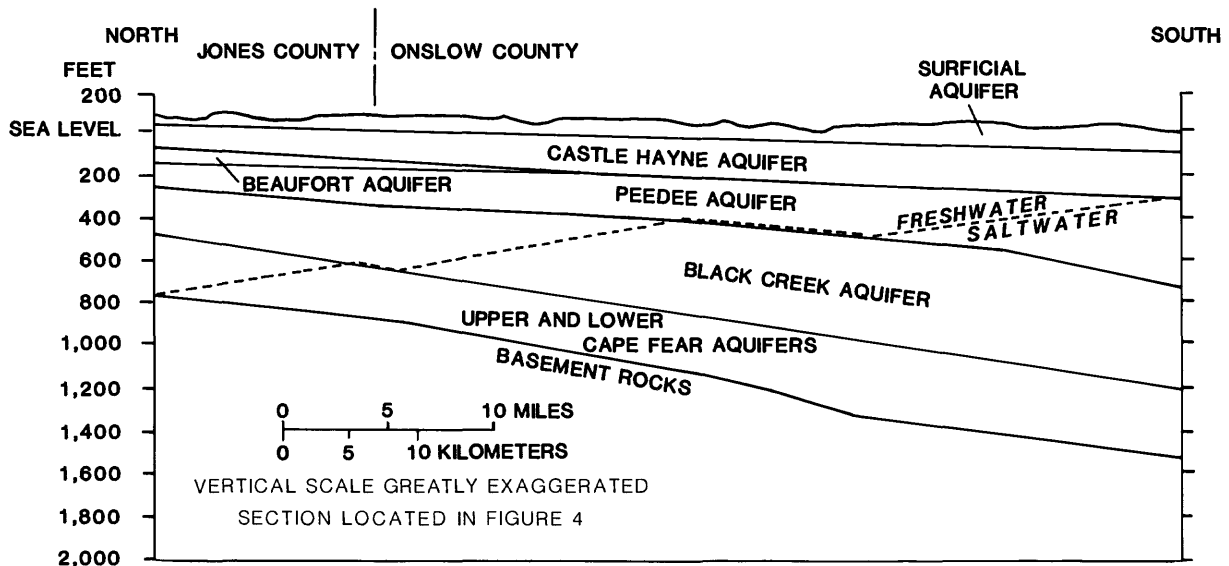 NORTH
SOUTH
JONES COUNTY
ONSLOW COUNTY
FEET
SURFICIAL
AQUIFER
200
SEA LEVEL
200
400
600
800
1,000
1,200
1,400
1,600
1,800
2,000
CASTLE HAYNE AQUIFER
BEAUFORT AQUIFER
PEEDEE AQUIFER
FRESHWATER
SALTWATER
BLACK CREEK AQUIFER
UPPER AND LOWER
CAPE FEAR AQUIFERS
BASEMENT ROCKS
0 5 10 MILES
0 5 10 KILOMETERS
VERTICAL SCALE GREATLY EXAGGERATED
SECTION LOCATED IN FIGURE 4